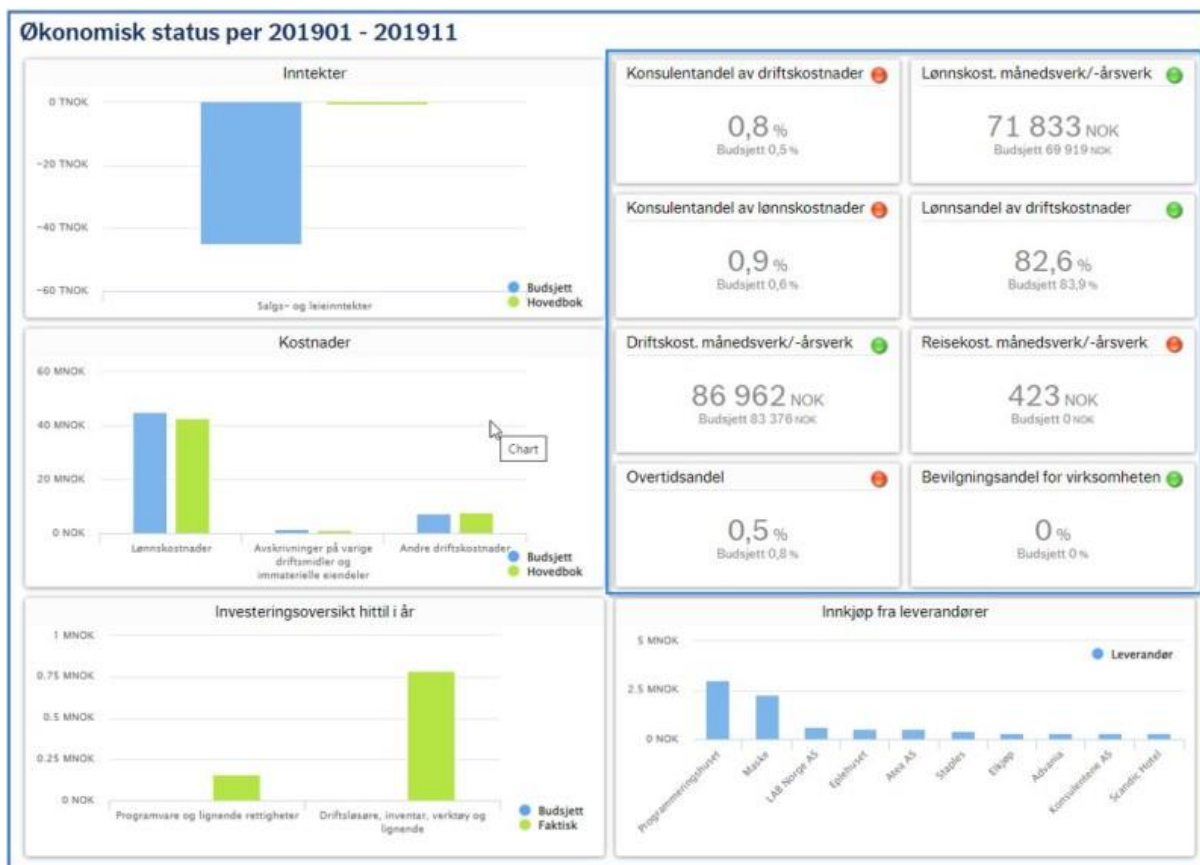 Økonomisk status per 201901 - 201911
Inntekter
0 TNOK
−20 TNOK
−40 TNOK
−60 TNOK
Salgs- og leieinntekter
Budsjett
Hovedbok
Konsulentandel av driftskostnader
0,8 %
Budsjett 0,5 %
Lønnskost. månedsverk/-årsverk
71 833 NOK
Budsjett 69 919 NOK
Konsulentandel av lønnskostnader
0,9 %
Budsjett 0,6 %
Lønnsandel av driftskostnader
82,6 %
Budsjett 83,9 %
Kostnader
60 MNOK
40 MNOK
20 MNOK
0 NOK
Chart
Lønnskostnader
Avskrivninger på varige
driftsmidler og
immaterielle eiendeler
Andre driftskostnader
Budsjett
Hovedbok
Driftskost. månedsverk/-årsverk
86 962 NOK
Budsjett 83 376 NOK
Reisekost. månedsverk/-årsverk
423 NOK
Budsjett 0 NOK
Overtidsandel
0,5 %
Budsjett 0,8 %
Bevilgningsandel for virksomheten
0 %
Budsjett 0 %
Investeringsoversikt hittil i år
1 MNOK
0.75 MNOK
0.5 MNOK
0.25 MNOK
0 NOK
Programvare og lignende rettigheter
Driftsløsøre, inventar, verktøy og
lignende
Budsjett
Faktisk
Innkjøp fra leverandører
5 MNOK
2.5 MNOK
0 NOK
Leverandør
Programmeringshuset
Maske
LAB Norge AS
Eplehuset
Atea AS
Staples
Elkjøp
Advania
Konsulentene AS
Scandic Hotel